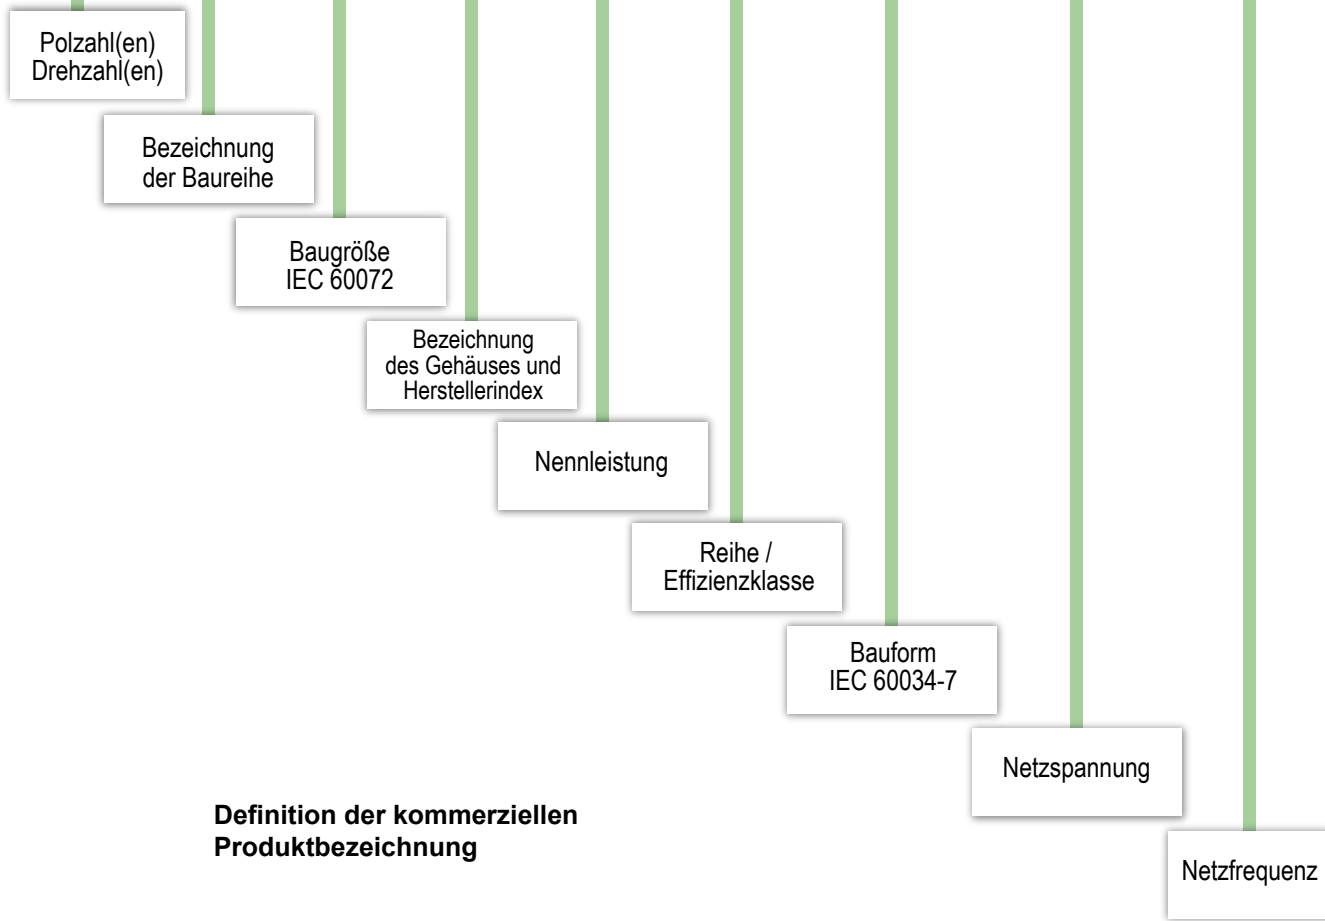 Polzahl(en)
Drehzahl(en)
Bezeichnung
der Baureihe
Baugröße
IEC 60072
Bezeichnung
des Gehäuses und
Herstellerindex
Nennleistung
Reihe /
Effizienzklasse
Bauform
IEC 60034-7
Netzspannung
Definition der kommerziellen
Produktbezeichnung
Netzfrequenz